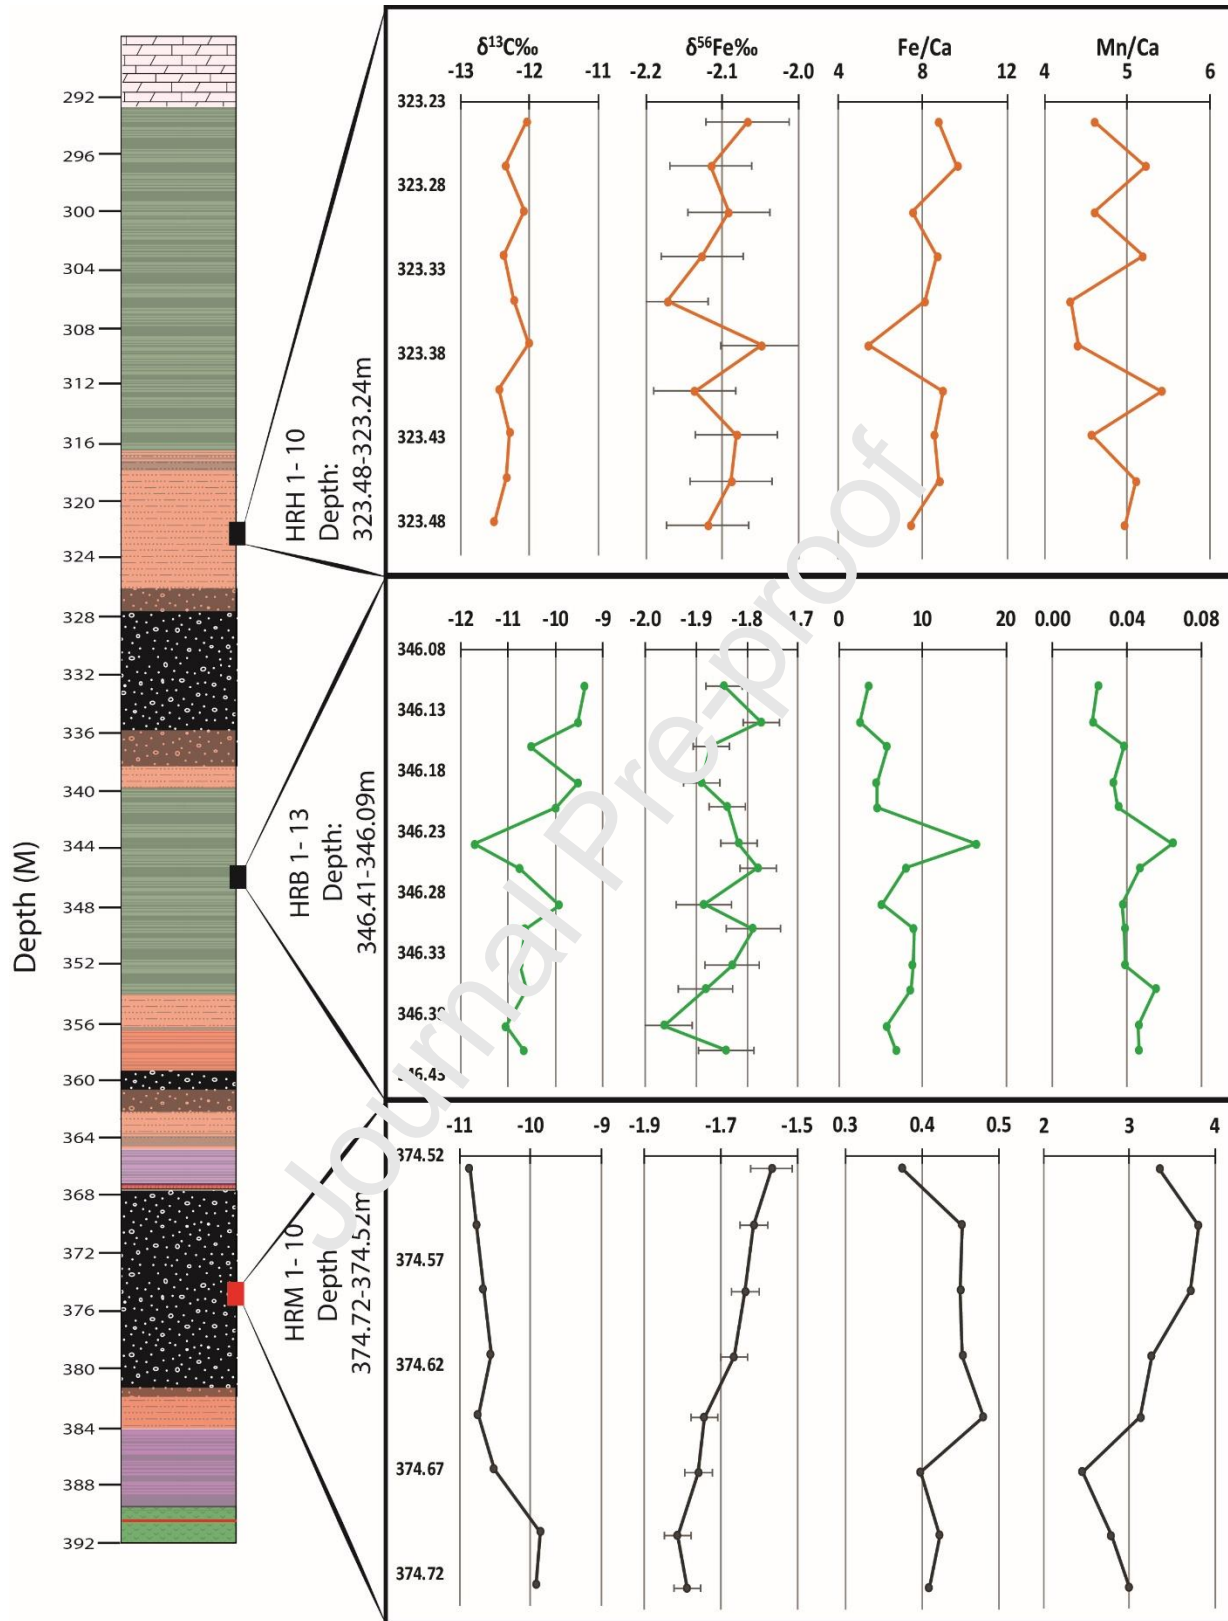 δ¹³C‰ δ⁵⁶Fe‰ Fe/Ca Mn/Ca
-13 -12 -11 -2.2 -2.1 -2.0 4 8 12 4 5 6
323.23
323.28
323.33
323.38
323.43
323.48
-12 -11 -10 -9 -2.0 -1.9 -1.8 0 10 20 0.00 0.04 0.08
346.08
346.13
346.18
346.23
346.28
346.33
-11 -10 -9 -1.9 -1.7 -1.5 0.3 0.4 0.5 2 3 4
374.52
374.57
374.62
374.67
374.72
Depth (M)
292
296
300
304
308
312
316
320
324
328
332
336
340
344
348
352
356
360
364
368
372
376
380
384
388
392
HRH 1- 10
Depth:
323.48-323.24m
HRB 1- 13
Depth:
346.41-346.09m
HRM 1- 10
Depth
374.72-374.52m
Journal Pre-proof